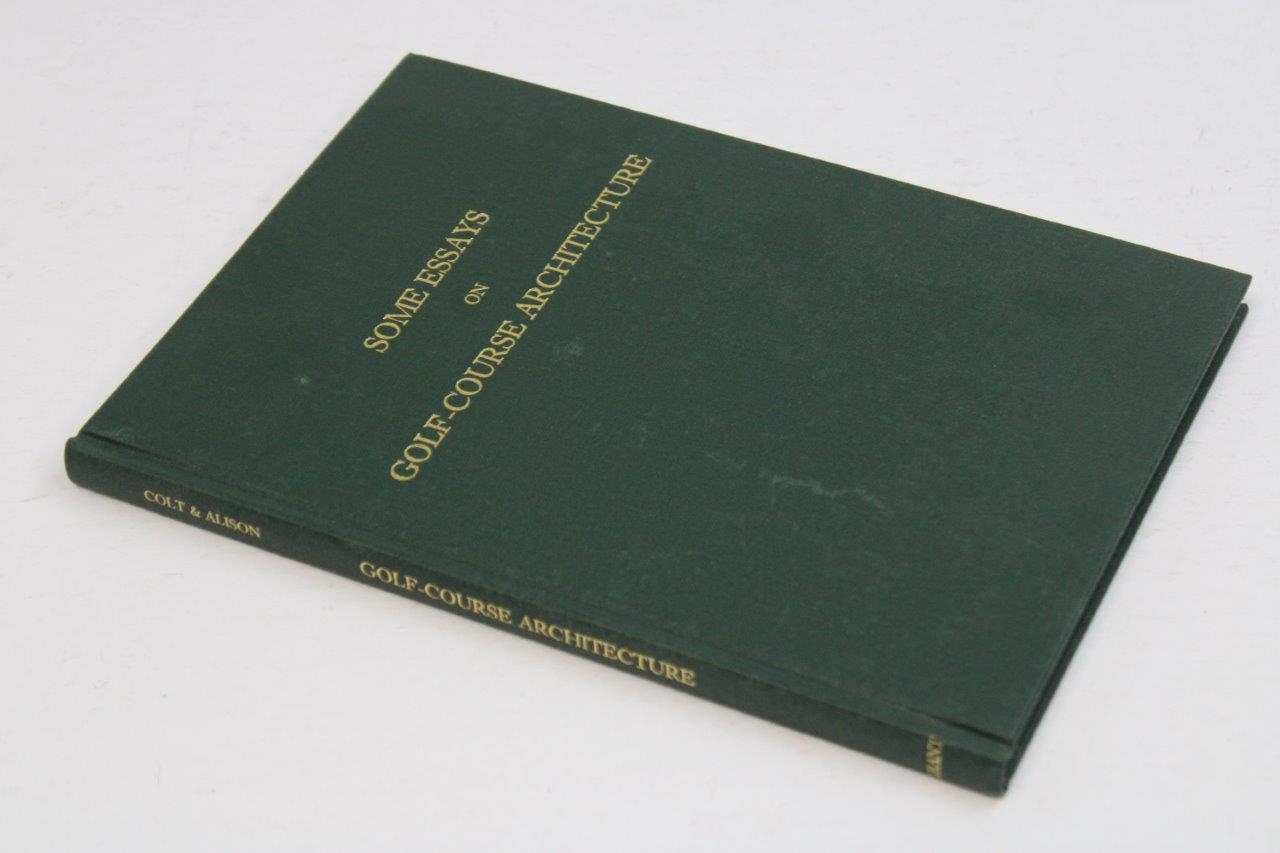 SOME ESSAYS
ON
GOLF-COURSE ARCHITECTURE
COLT & ALISON
GOLF-COURSE ARCHITECTURE